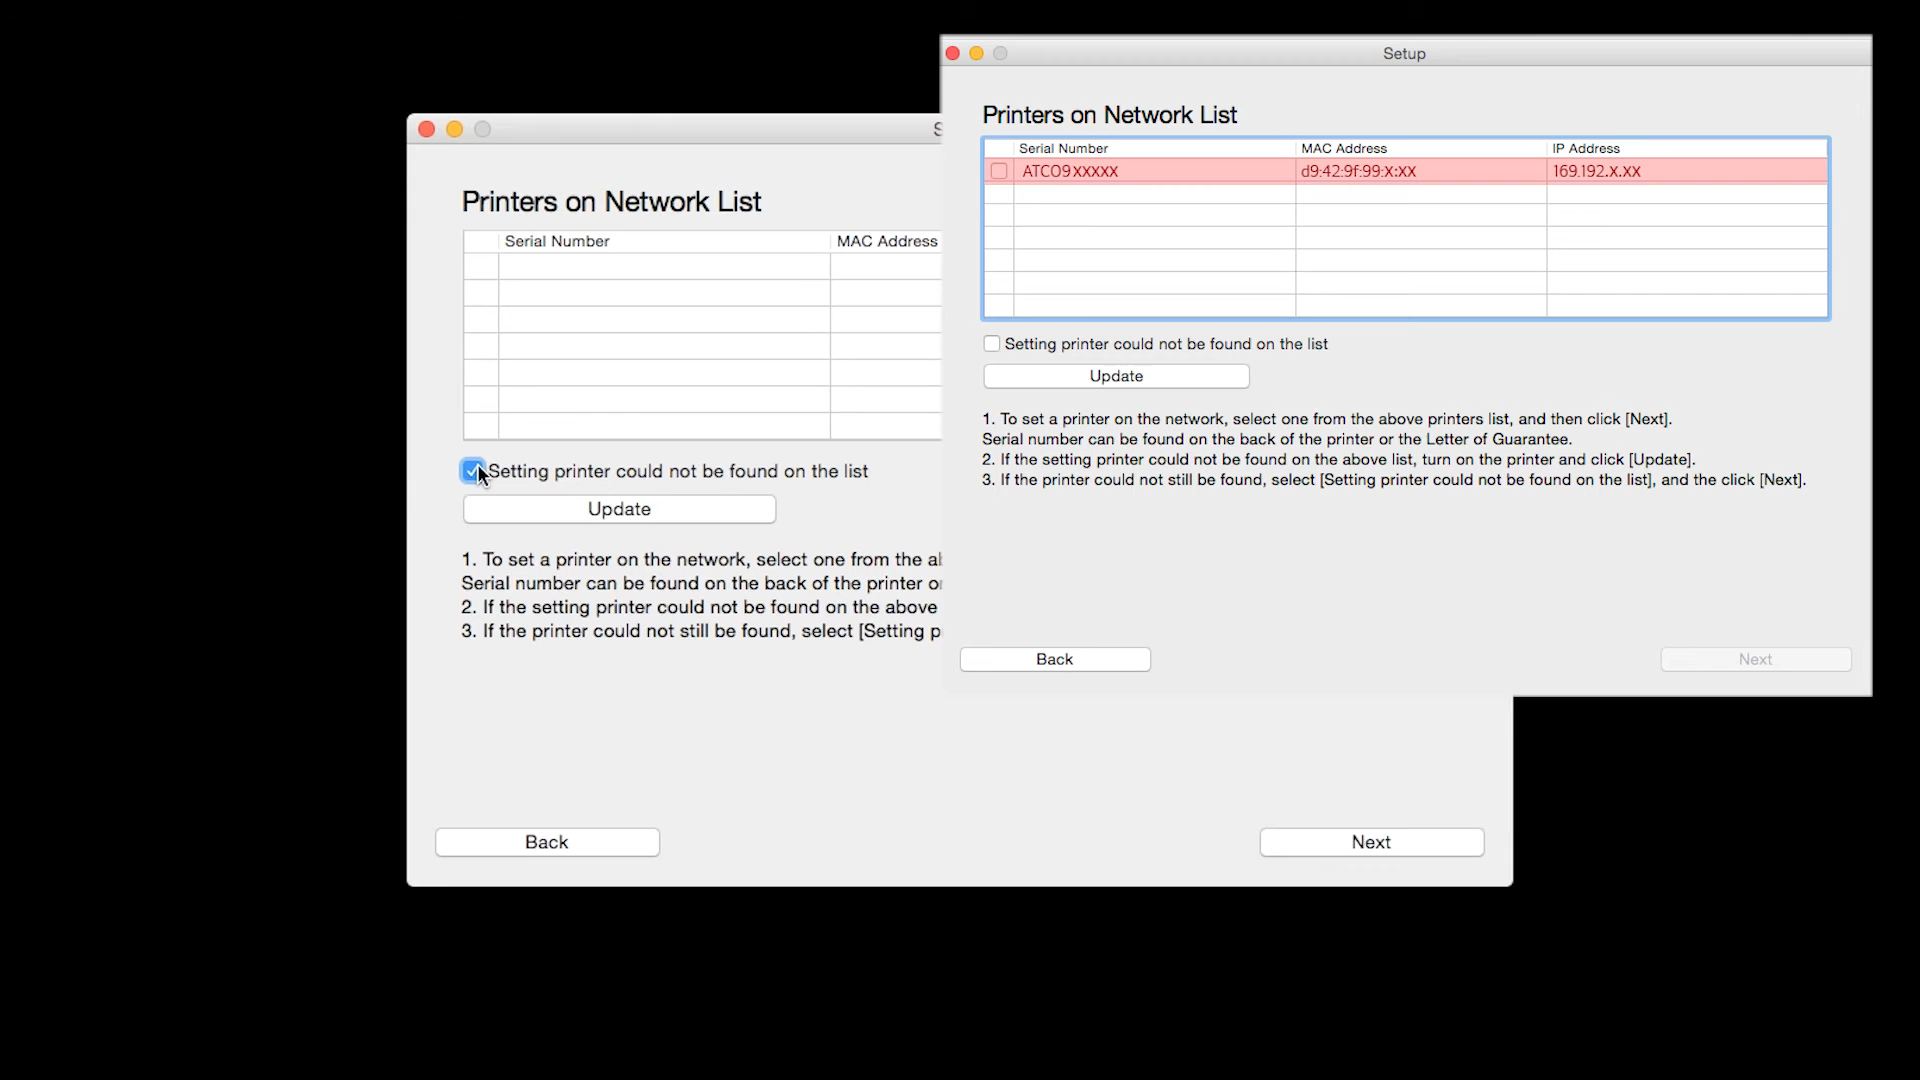 Setup
Printers on Network List
Serial Number MAC Address IP Address
ATC09XXXXX d9:42:9f:99:X:XX 169.192.X.XX
Setting printer could not be found on the list
Update
1. To set a printer on the network, select one from the above printers list, and then click [Next].
Serial number can be found on the back of the printer or the Letter of Guarantee.
2. If the setting printer could not be found on the above list, turn on the printer and click [Update].
3. If the printer could not still be found, select [Setting printer could not be found on the list], and the click [Next].
Back Next
S
Printers on Network List
Serial Number MAC Address
Setting printer could not be found on the list
Update
1. To set a printer on the network, select one from the a
Serial number can be found on the back of the printer o
2. If the setting printer could not be found on the above
3. If the printer could not still be found, select [Setting p
Back Next